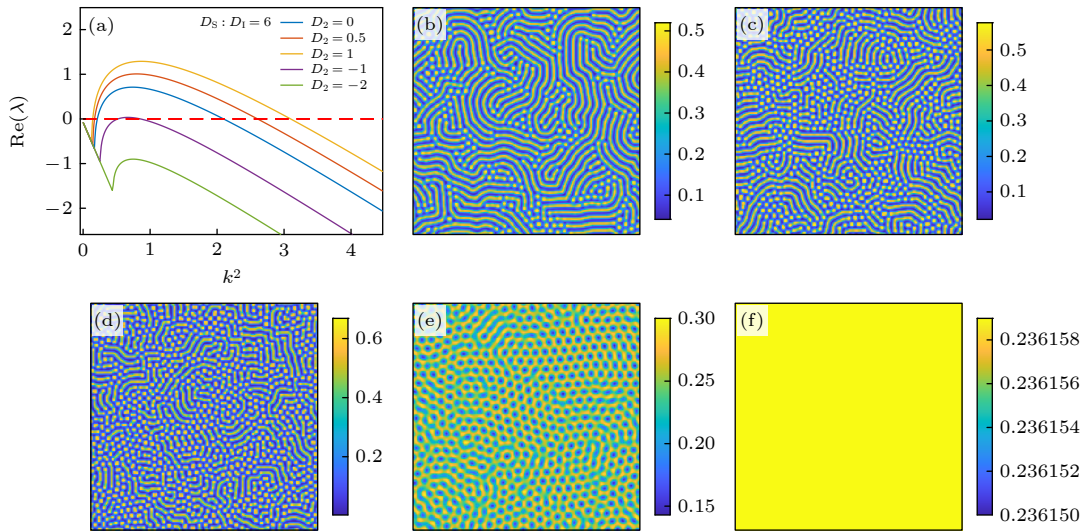 (a)
D_S : D_1 = 6
D_2 = 0
D_2 = 0.5
D_2 = 1
D_2 = −1
D_2 = −2
2
1
0
−1
−2
Re(λ)
0 1 2 3 4
k²
(b)
0.5
0.4
0.3
0.2
0.1
(c)
0.5
0.4
0.3
0.2
0.1
(d)
0.6
0.4
0.2
(e)
0.30
0.25
0.20
0.15
(f)
0.236158
0.236156
0.236154
0.236152
0.236150